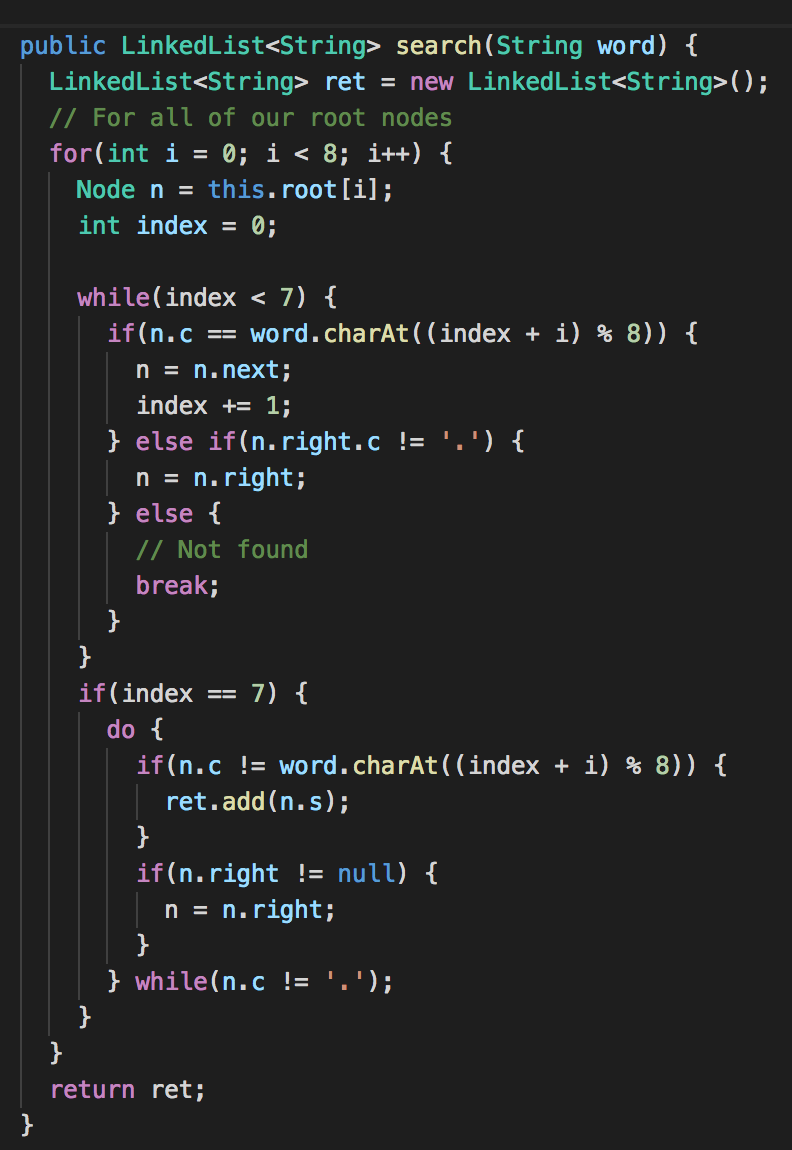 public LinkedList<String> search(String word) {
  LinkedList<String> ret = new LinkedList<String>();
  // For all of our root nodes
  for(int i = 0; i < 8; i++) {
    Node n = this.root[i];
    int index = 0;

    while(index < 7) {
      if(n.c == word.charAt((index + i) % 8)) {
        n = n.next;
        index += 1;
      } else if(n.right.c != '.') {
        n = n.right;
      } else {
        // Not found
        break;
      }
    }
    if(index == 7) {
      do {
        if(n.c != word.charAt((index + i) % 8)) {
          ret.add(n.s);
        }
        if(n.right != null) {
          n = n.right;
        }
      } while(n.c != '.');
    }
  }
  return ret;
}